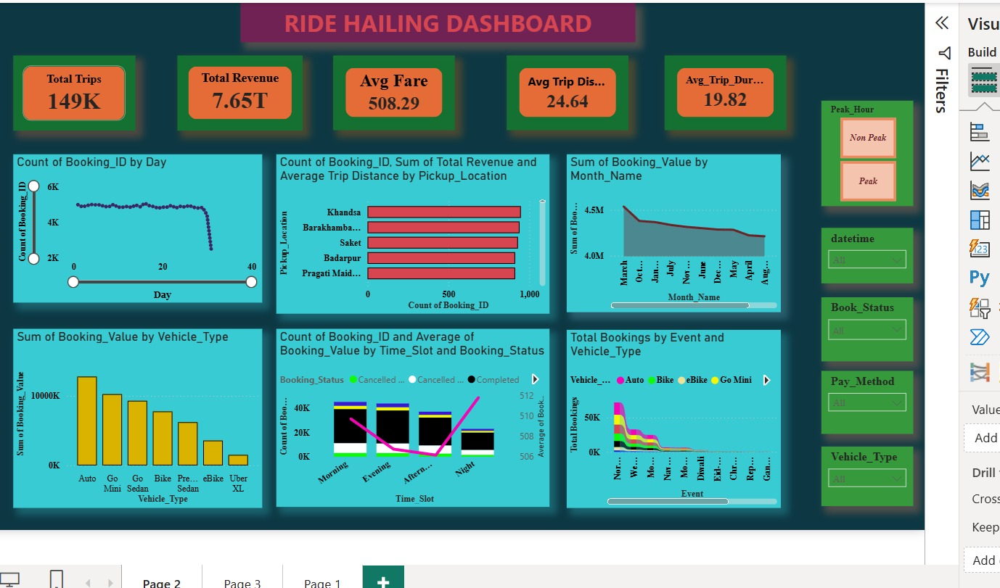 RIDE HAILING DASHBOARD
Visu
Build
Filters
Total Trips
149K
Total Revenue
7.65T
Avg Fare
508.29
Avg Trip Dis...
24.64
Avg_Trip_Dur...
19.82
Peak_Hour
Non Peak
Peak
datetime
All
Book_Status
All
Pay_Method
All
Vehicle_Type
All
Count of Booking_ID by Day
Count of Booking_ID
6K
4K
2K
0
20
40
Day
Count of Booking_ID, Sum of Total Revenue and
Average Trip Distance by Pickup_Location
Pickup_Location
Khandsa
Barakhamba...
Saket
Badarpur
Pragati Maid...
0
500
1,000
Count of Booking_ID
Sum of Booking_Value by
Month_Name
Sum of Boo...
4.5M
4.0M
March
Oct...
Jan...
July
Nov...
June
Dec...
May
April
Aug...
Month_Name
Sum of Booking_Value by Vehicle_Type
Sum of Booking_Value
10000K
0K
Auto
Go
Mini
Go
Sedan
Bike
Pre...
Sedan
eBike
Uber
XL
Vehicle_Type
Count of Booking_ID and Average of
Booking_Value by Time_Slot and Booking_Status
Booking_Status
Cancelled ...
Cancelled ...
Completed
Count of Boo...
40K
20K
0K
512
510
508
506
Average of Book...
Morning
Evening
Aftern...
Night
Time_Slot
Total Bookings by Event and
Vehicle_Type
Vehicle_...
Auto
Bike
eBike
Go Mini
Total Bookings
50K
0K
Nor...
We...
Mo...
Nav...
Mo...
Diwali
Eid-...
Chr...
Rep...
Gan...
Event
123
Py
Value
Add
Drill
Cross
Keep
Add
Page 2
Page 3
Page 1
+